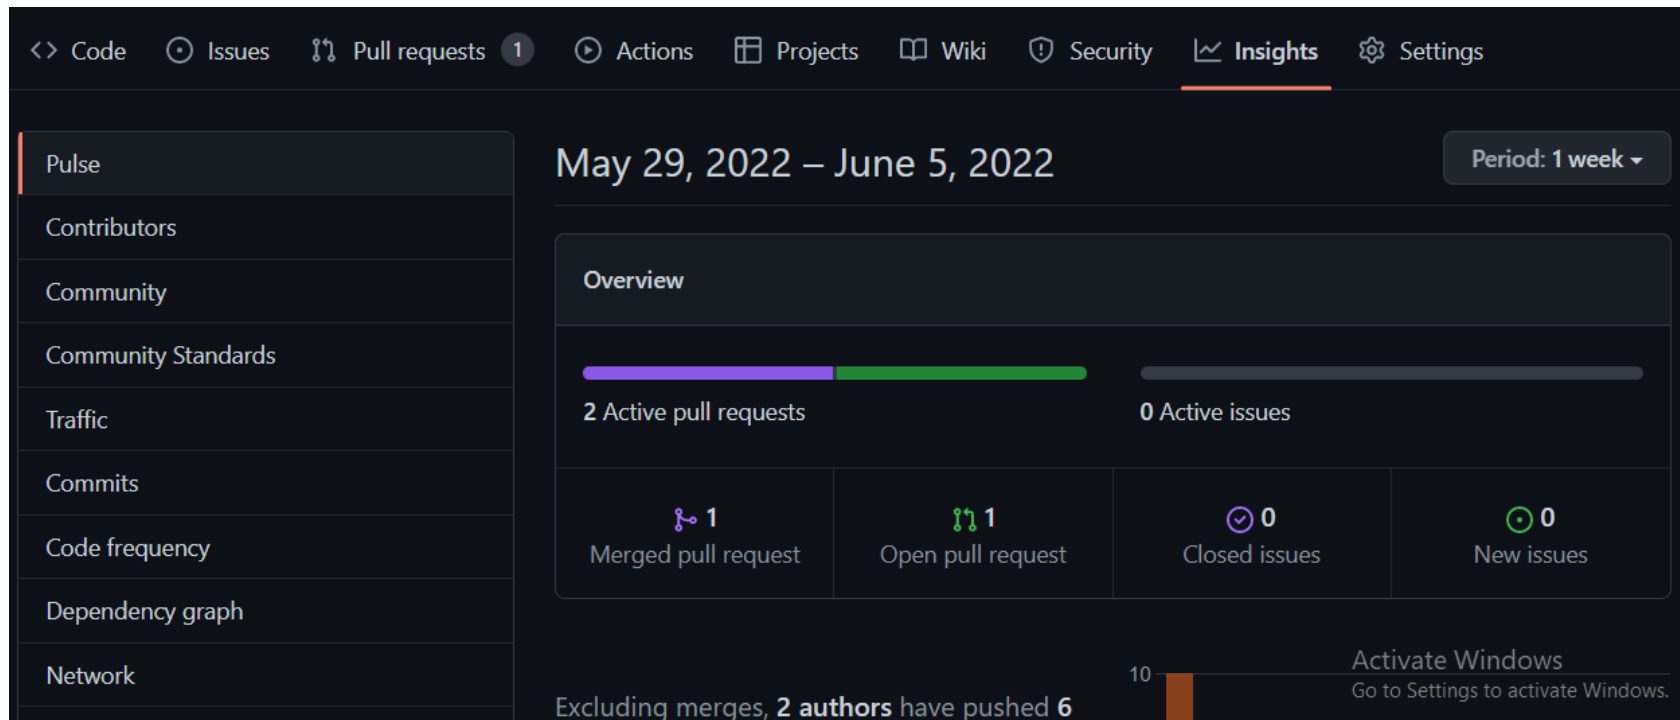 Code Issues Pull requests 1 Actions Projects Wiki Security Insights Settings
Pulse
Contributors
Community
Community Standards
Traffic
Commits
Code frequency
Dependency graph
Network
May 29, 2022 – June 5, 2022
Period: 1 week
Overview
2 Active pull requests
0 Active issues
1
Merged pull request
1
Open pull request
0
Closed issues
0
New issues
Excluding merges, 2 authors have pushed 6
10
Activate Windows
Go to Settings to activate Windows.